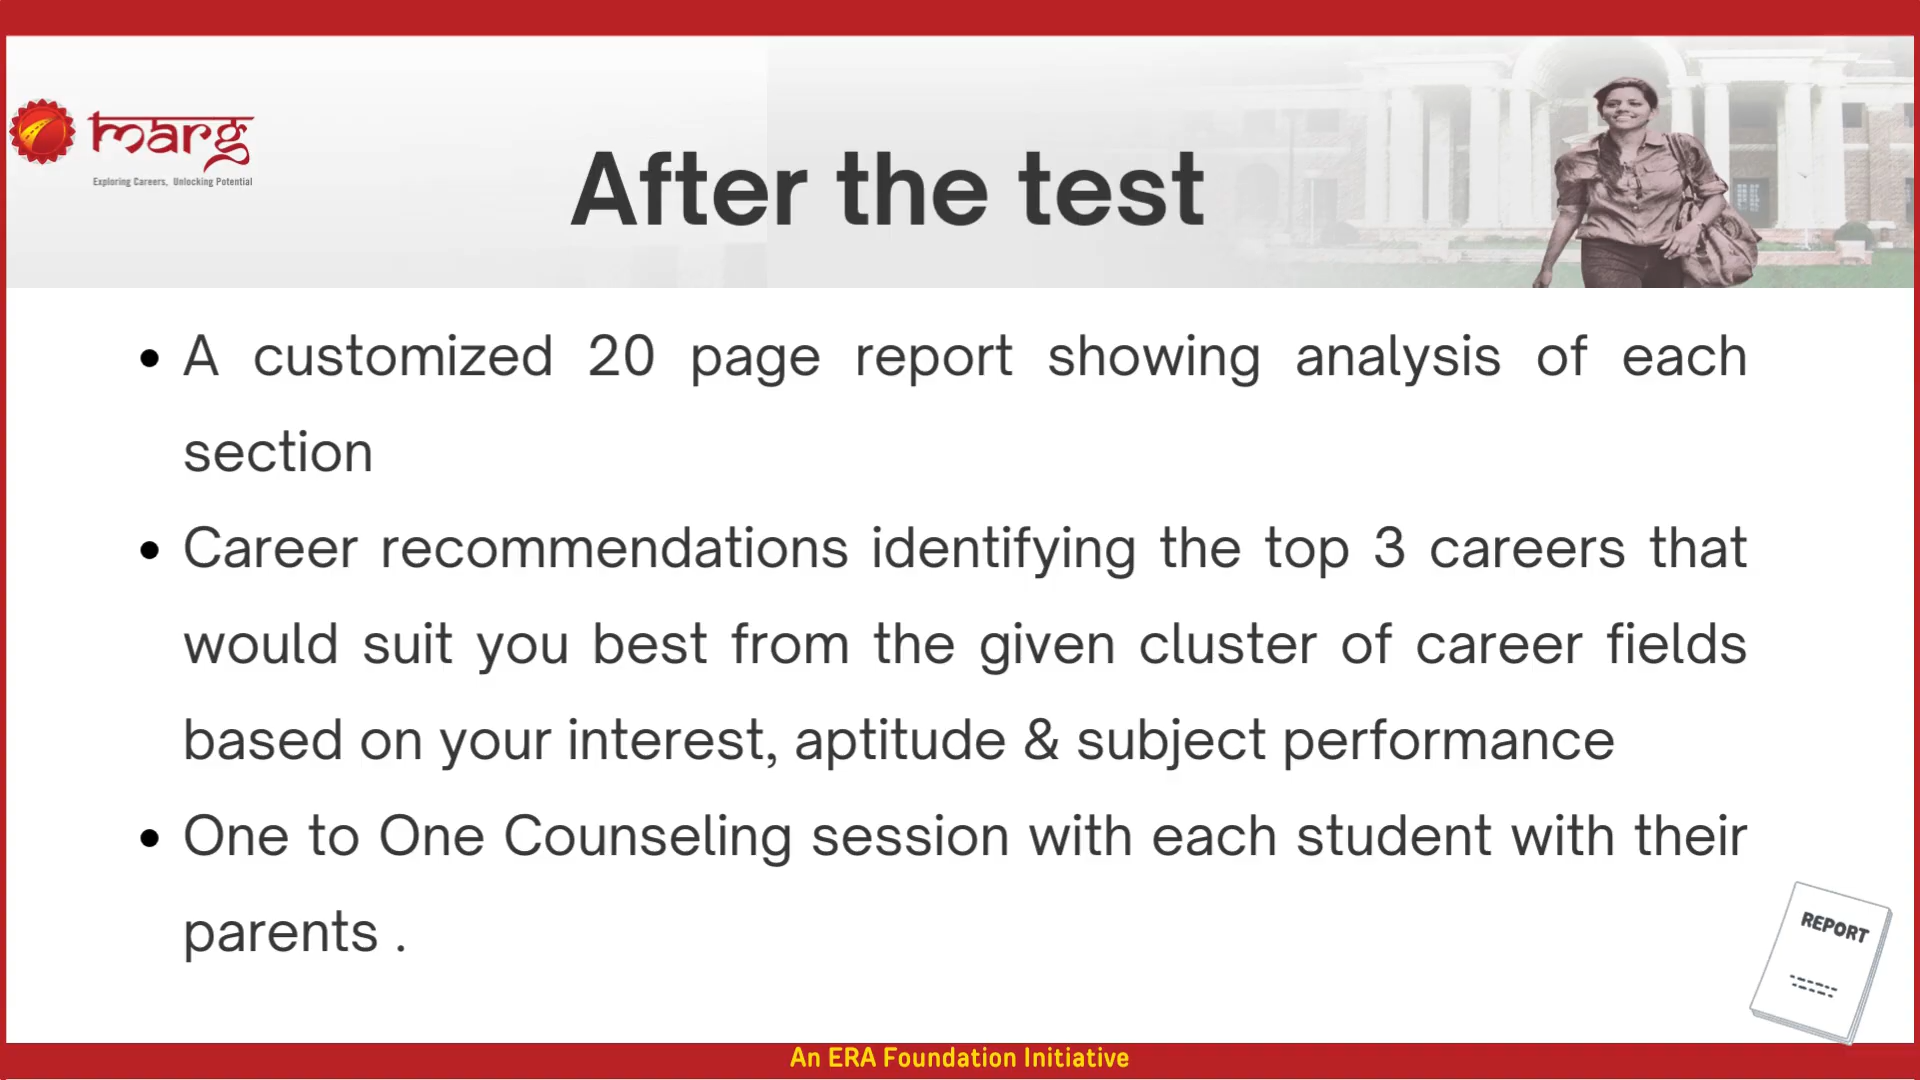 marg
Exploring Careers, Unlocking Potential
After the test
• A customized 20 page report showing analysis of each
section
• Career recommendations identifying the top 3 careers that
would suit you best from the given cluster of career fields
based on your interest, aptitude & subject performance
• One to One Counseling session with each student with their
parents .
REPORT
An ERA Foundation Initiative